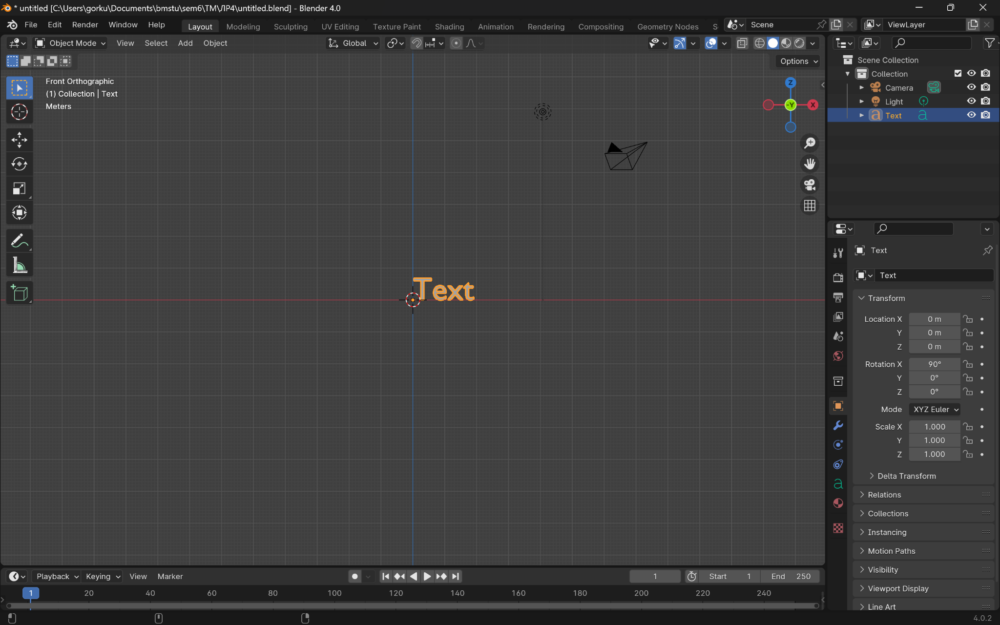 * untitled [C:\Users\gorku\Documents\bmstu\sem6\TM\ЛР4\untitled.blend] - Blender 4.0
File Edit Render Window Help Layout Modeling Sculpting UV Editing Texture Paint Shading Animation Rendering Compositing Geometry Nodes S Scene ViewLayer
Object Mode View Select Add Object Global
Options
Front Orthographic
(1) Collection | Text
Meters
Z
-Y X
Text
Scene Collection
Collection
Camera
Light
Text
Text
Text
Transform
Location X 0 m
Y 0 m
Z 0 m
Rotation X 90°
Y 0°
Z 0°
Mode XYZ Euler
Scale X 1.000
Y 1.000
Z 1.000
Delta Transform
Relations
Collections
Instancing
Motion Paths
Visibility
Viewport Display
Line Art
Playback Keying View Marker 1 Start 1 End 250
1 20 40 60 80 100 120 140 160 180 200 220 240
4.0.2